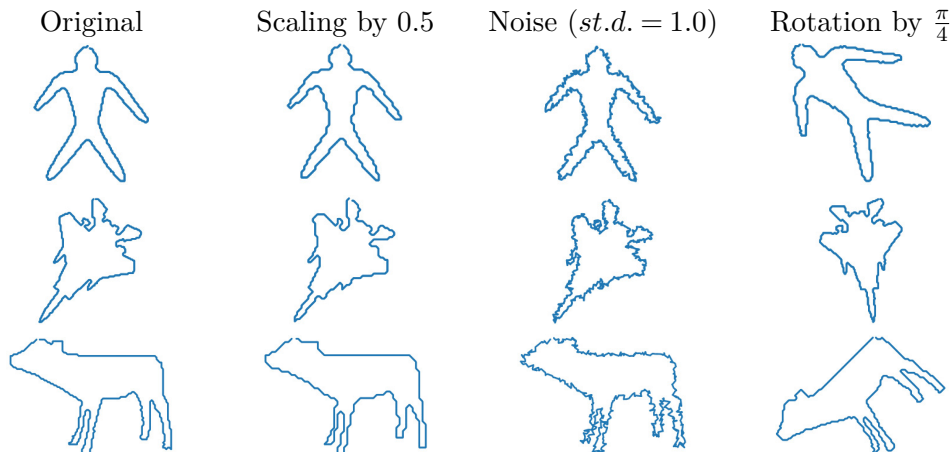 Original Scaling by 0.5 Noise (st.d. = 1.0) Rotation by π/4